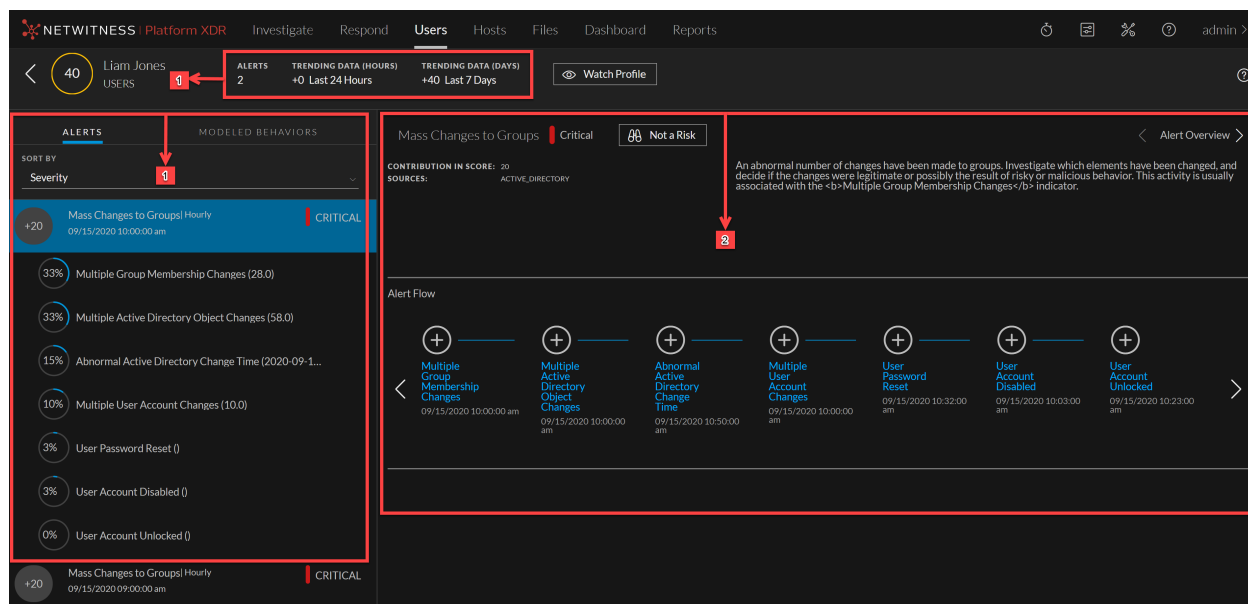 NETWITNESS | Platform XDR Investigate Respond Users Hosts Files Dashboard Reports admin >
40 Liam Jones
USERS
1
ALERTS TRENDING DATA (HOURS) TRENDING DATA (DAYS)
2 +0 Last 24 Hours +40 Last 7 Days
Watch Profile
ALERTS MODELED BEHAVIORS
SORT BY
Severity
1
+20 Mass Changes to Groups| Hourly CRITICAL
09/15/2020 10:00:00 am
33% Multiple Group Membership Changes (28.0)
33% Multiple Active Directory Object Changes (58.0)
15% Abnormal Active Directory Change Time (2020-09-1...
10% Multiple User Account Changes (10.0)
3% User Password Reset ()
3% User Account Disabled ()
0% User Account Unlocked ()
+20 Mass Changes to Groups| Hourly CRITICAL
09/15/2020 09:00:00 am
Mass Changes to Groups Critical Not a Risk Alert Overview
CONTRIBUTION IN SCORE: 20
SOURCES: ACTIVE_DIRECTORY
An abnormal number of changes have been made to groups. Investigate which elements have been changed, and
decide if the changes were legitimate or possibly the result of risky or malicious behavior. This activity is usually
associated with the <b>Multiple Group Membership Changes</b> indicator.
2
Alert Flow
Multiple
Group
Membership
Changes
09/15/2020 10:00:00 am
Multiple
Active
Directory
Object
Changes
09/15/2020 10:00:00
am
Abnormal
Active
Directory
Change
Time
09/15/2020 10:50:00
am
Multiple
User
Account
Changes
09/15/2020 10:00:00
am
User
Password
Reset
09/15/2020 10:32:00
am
User
Account
Disabled
09/15/2020 10:03:00
am
User
Account
Unlocked
09/15/2020 10:23:00
am